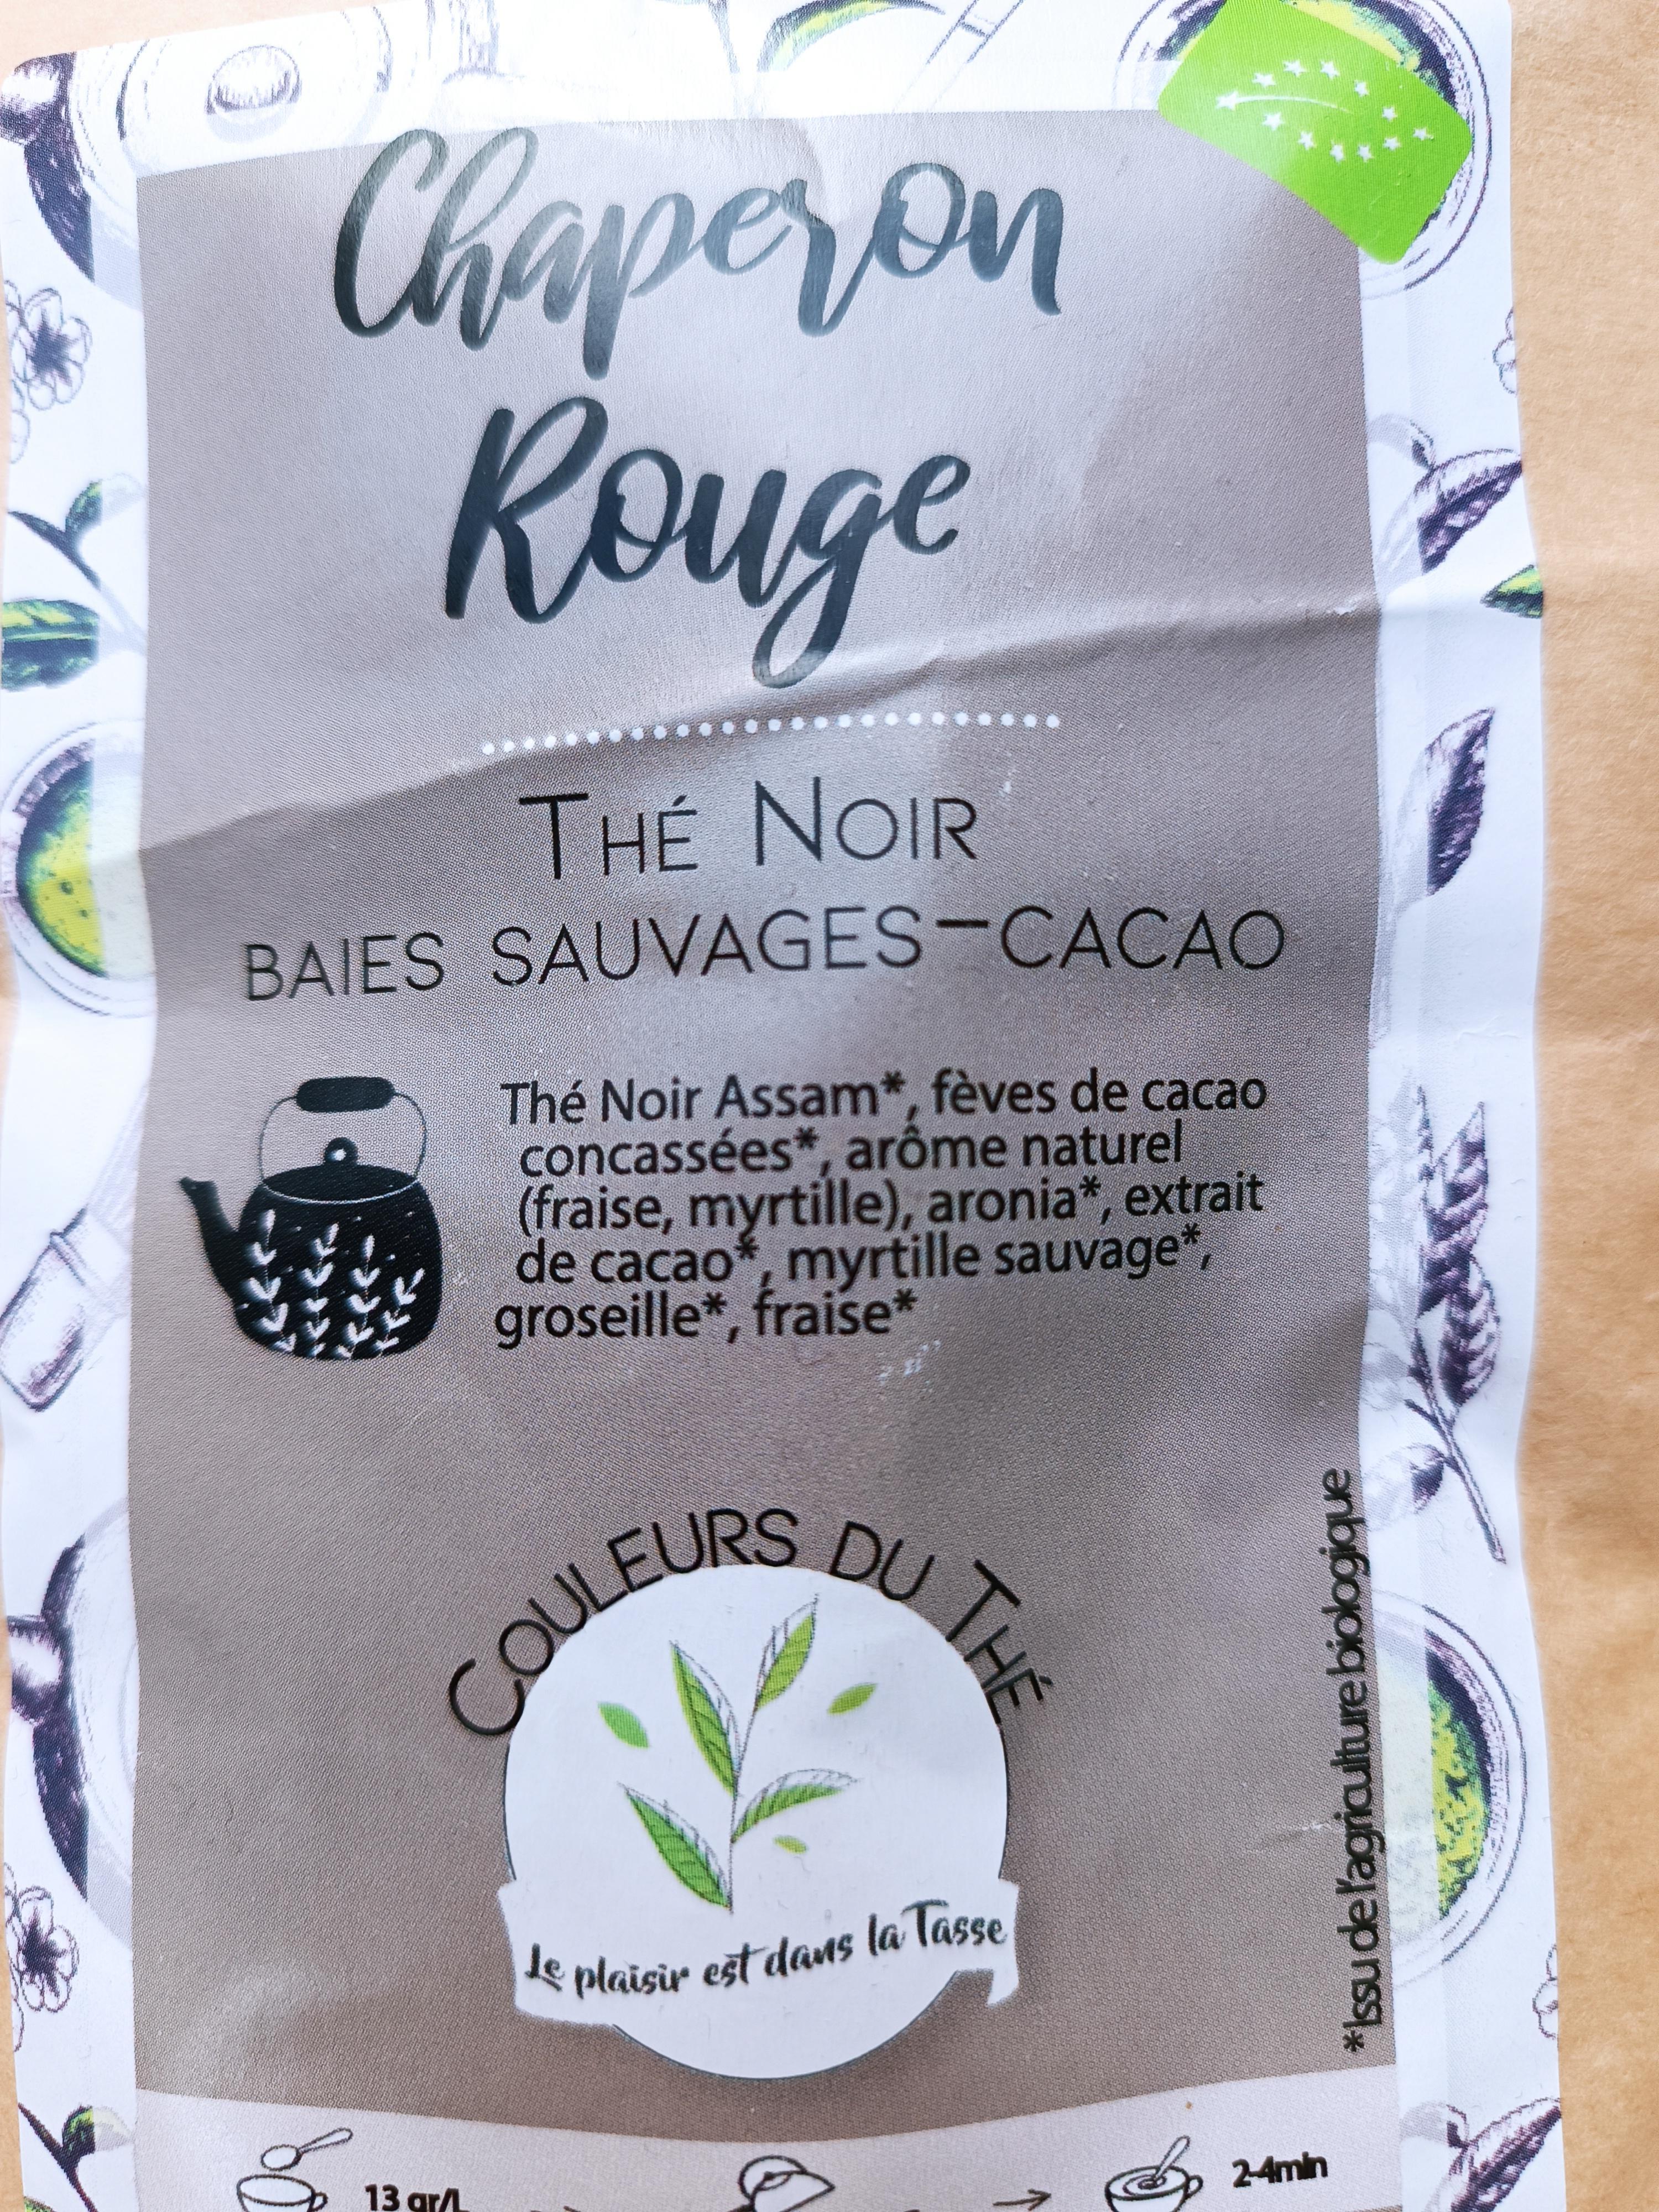 Chaperon
Rouge
Thé Noir
BAIES SAUVAGES-CACAO
Thé Noir Assam*, fèves de cacao
concassées*, arôme naturel
(fraise, myrtille), aronia*, extrait
de cacao*, myrtille sauvage*,
groseille*, fraise*
Couleurs du Thé
Le plaisir est dans la Tasse
*Issu de l'agriculture biologique
13 gr/L
2-4min